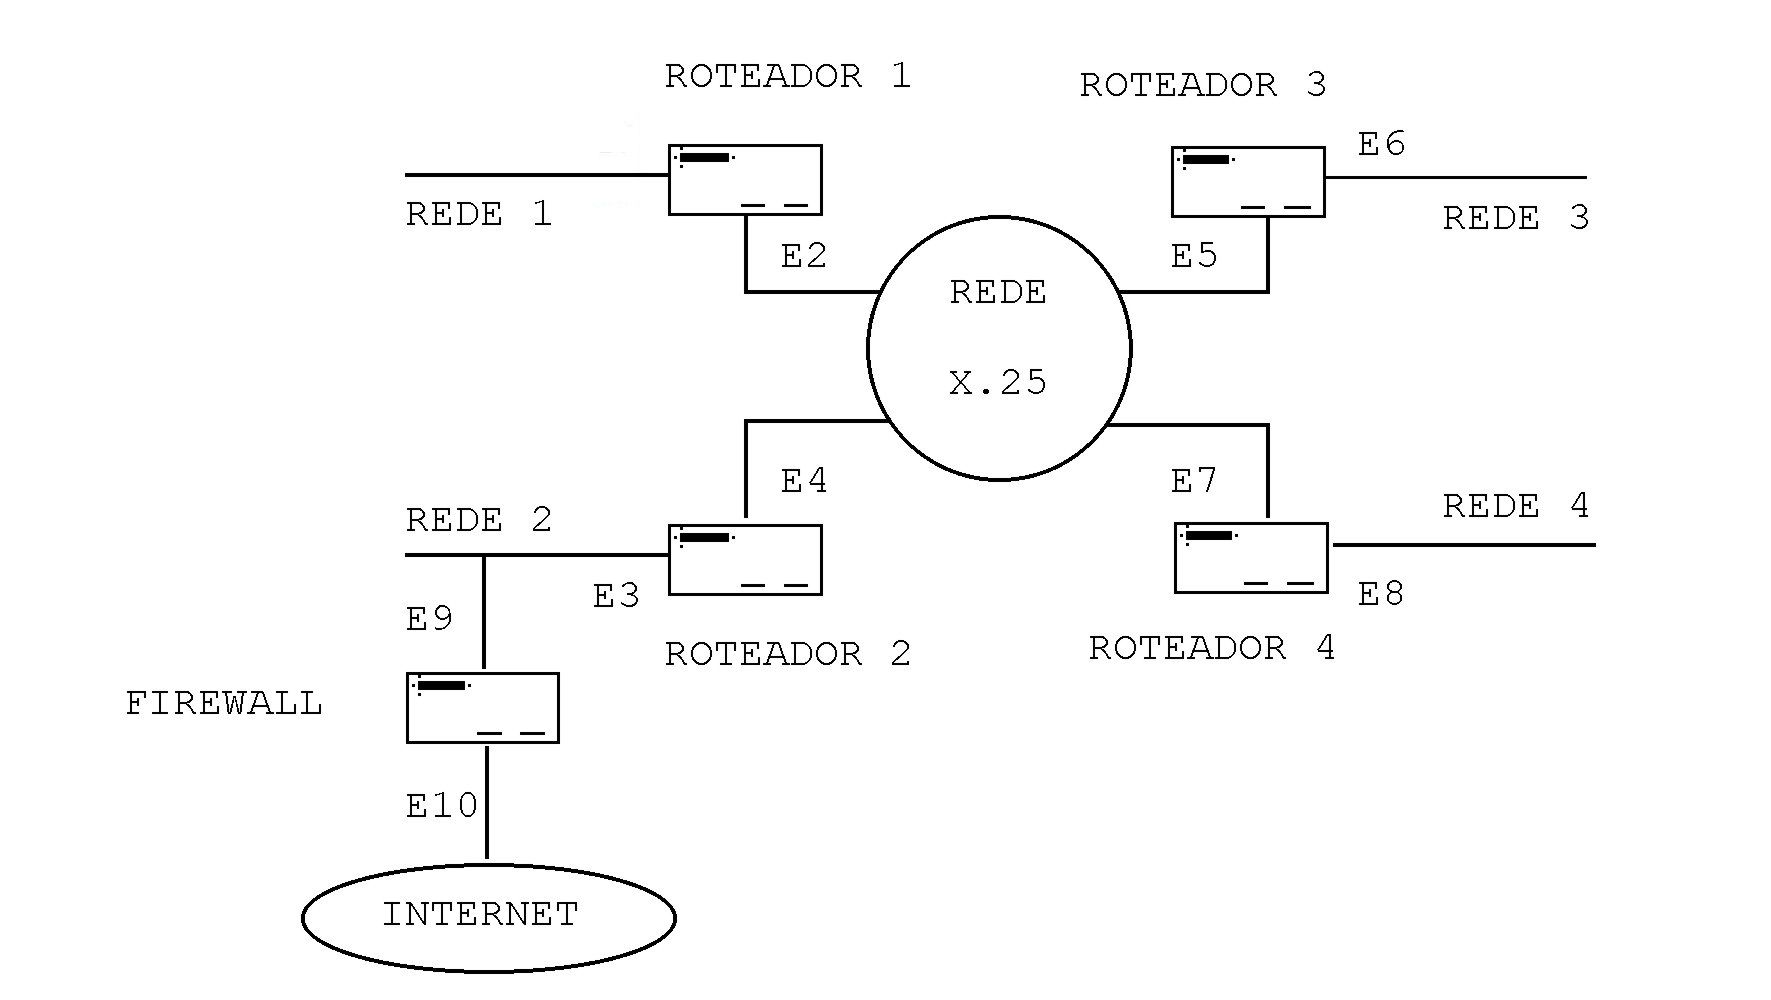 ROTEADOR 1
ROTEADOR 3
E6
REDE 1
REDE 3
E2
E5
REDE
X.25
E4
E7
REDE 2
REDE 4
E3
E8
E9
ROTEADOR 2
ROTEADOR 4
FIREWALL
E10
INTERNET